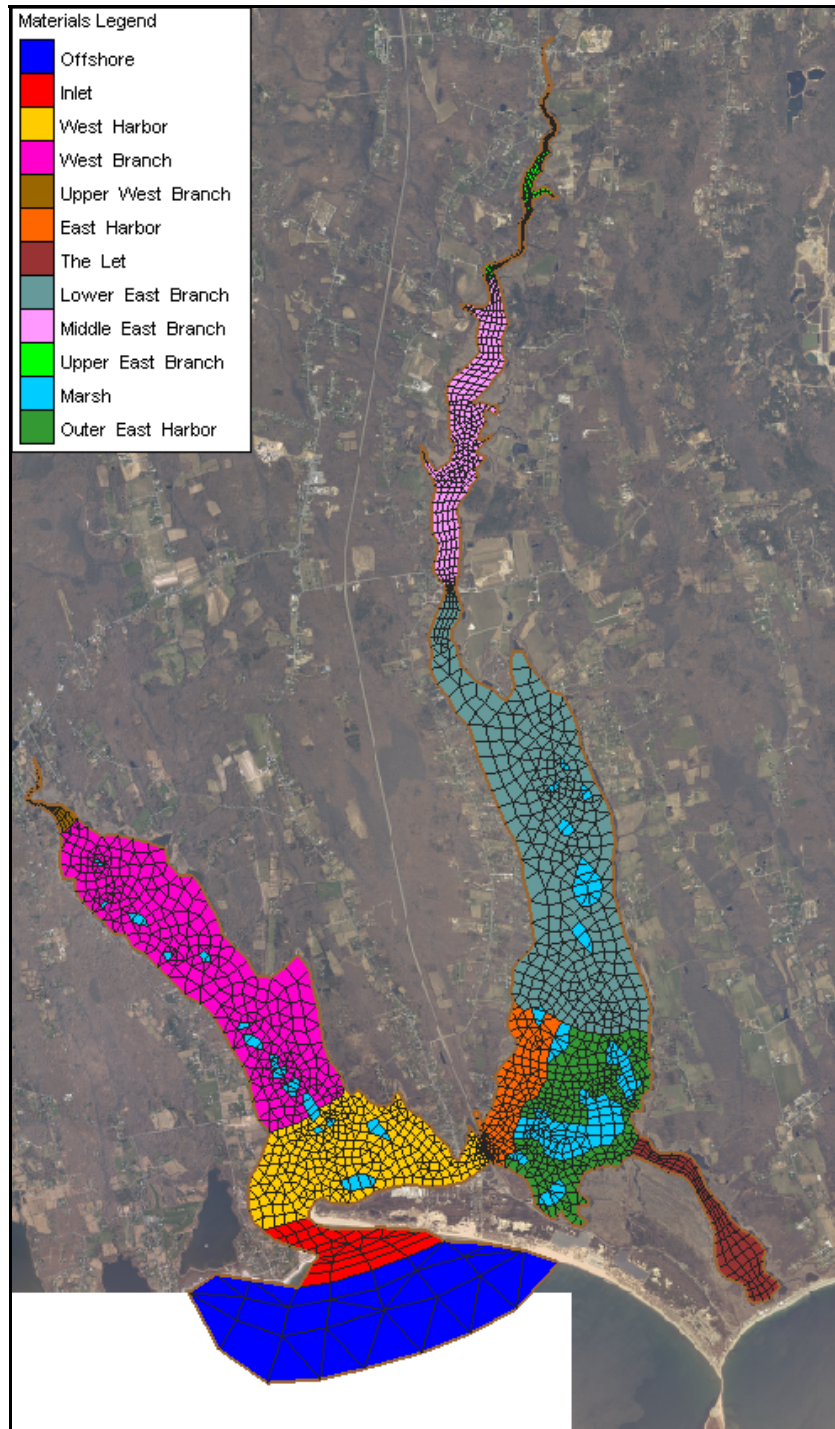 Materials Legend
Offshore
Inlet
West Harbor
West Branch
Upper West Branch
East Harbor
The Let
Lower East Branch
Middle East Branch
Upper East Branch
Marsh
Outer East Harbor